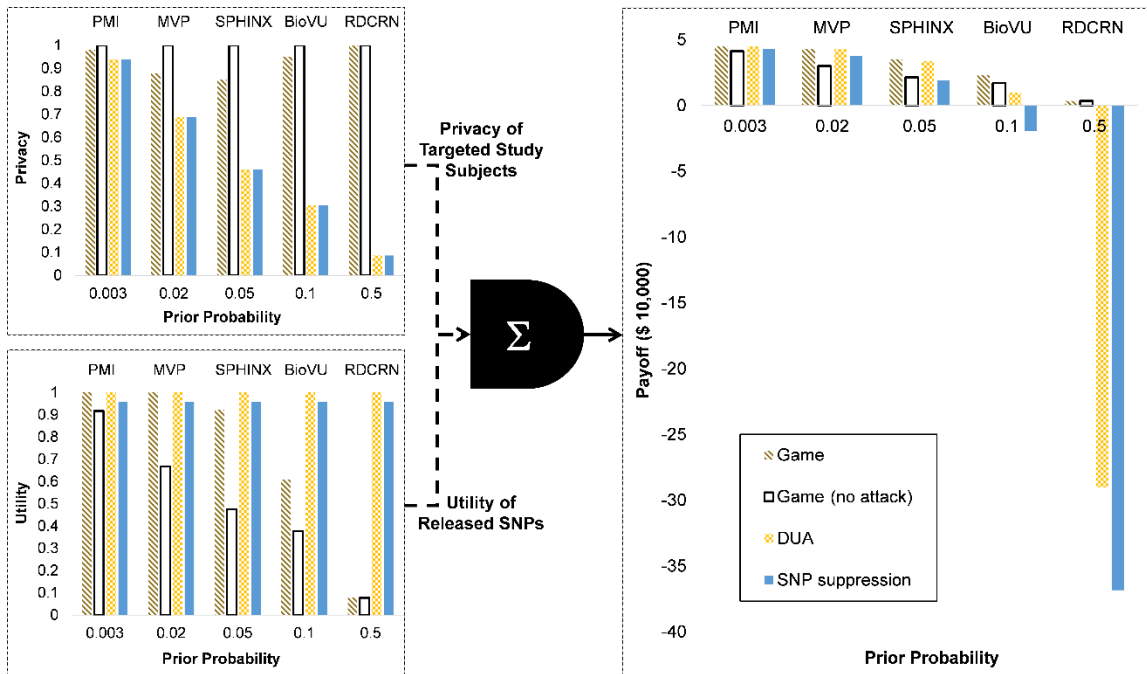 PMI MVP SPHINX BioVU RDCRN
1
0.9
0.8
0.7
0.6
0.5
0.4
0.3
0.2
0.1
0
Privacy
0.003 0.02 0.05 0.1 0.5
Prior Probability
PMI MVP SPHINX BioVU RDCRN
1
0.9
0.8
0.7
0.6
0.5
0.4
0.3
0.2
0.1
0
Utility
0.003 0.02 0.05 0.1 0.5
Prior Probability
Privacy of
Targeted Study
Subjects
Σ
Utility of
Released SNPs
PMI MVP SPHINX BioVU RDCRN
5
0
0.003 0.02 0.05 0.1 0.5
-5
-10
-15
-20
-25
-30
-35
-40
Payoff ($ 10,000)
Game
Game (no attack)
DUA
SNP suppression
Prior Probability